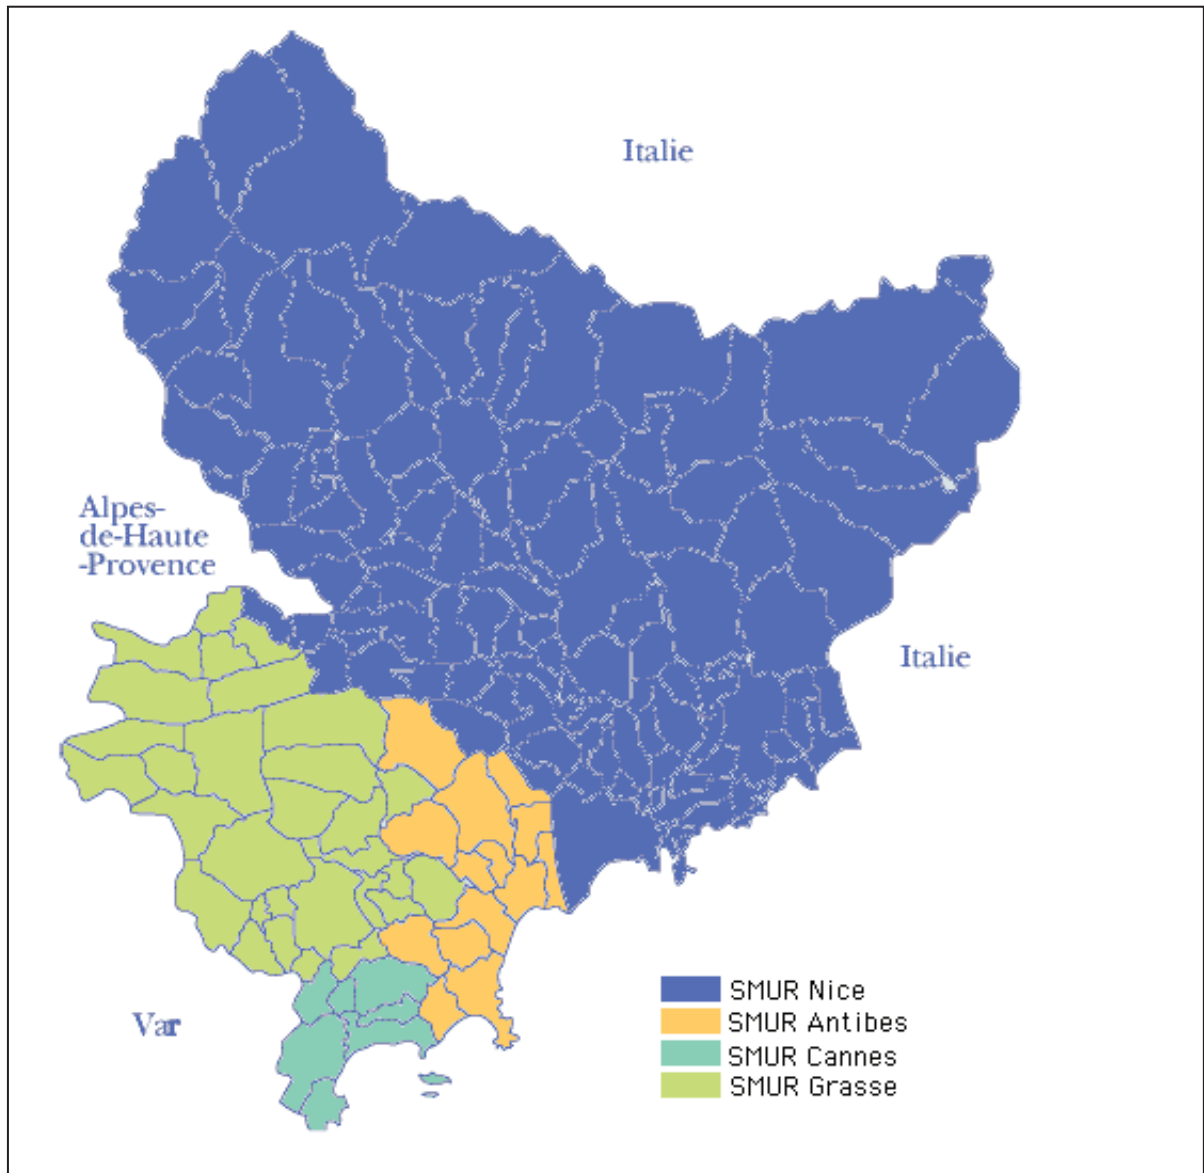 Italie
Alpes-
de-Haute
-Provence
Italie
Var
SMUR Nice
SMUR Antibes
SMUR Cannes
SMUR Grasse